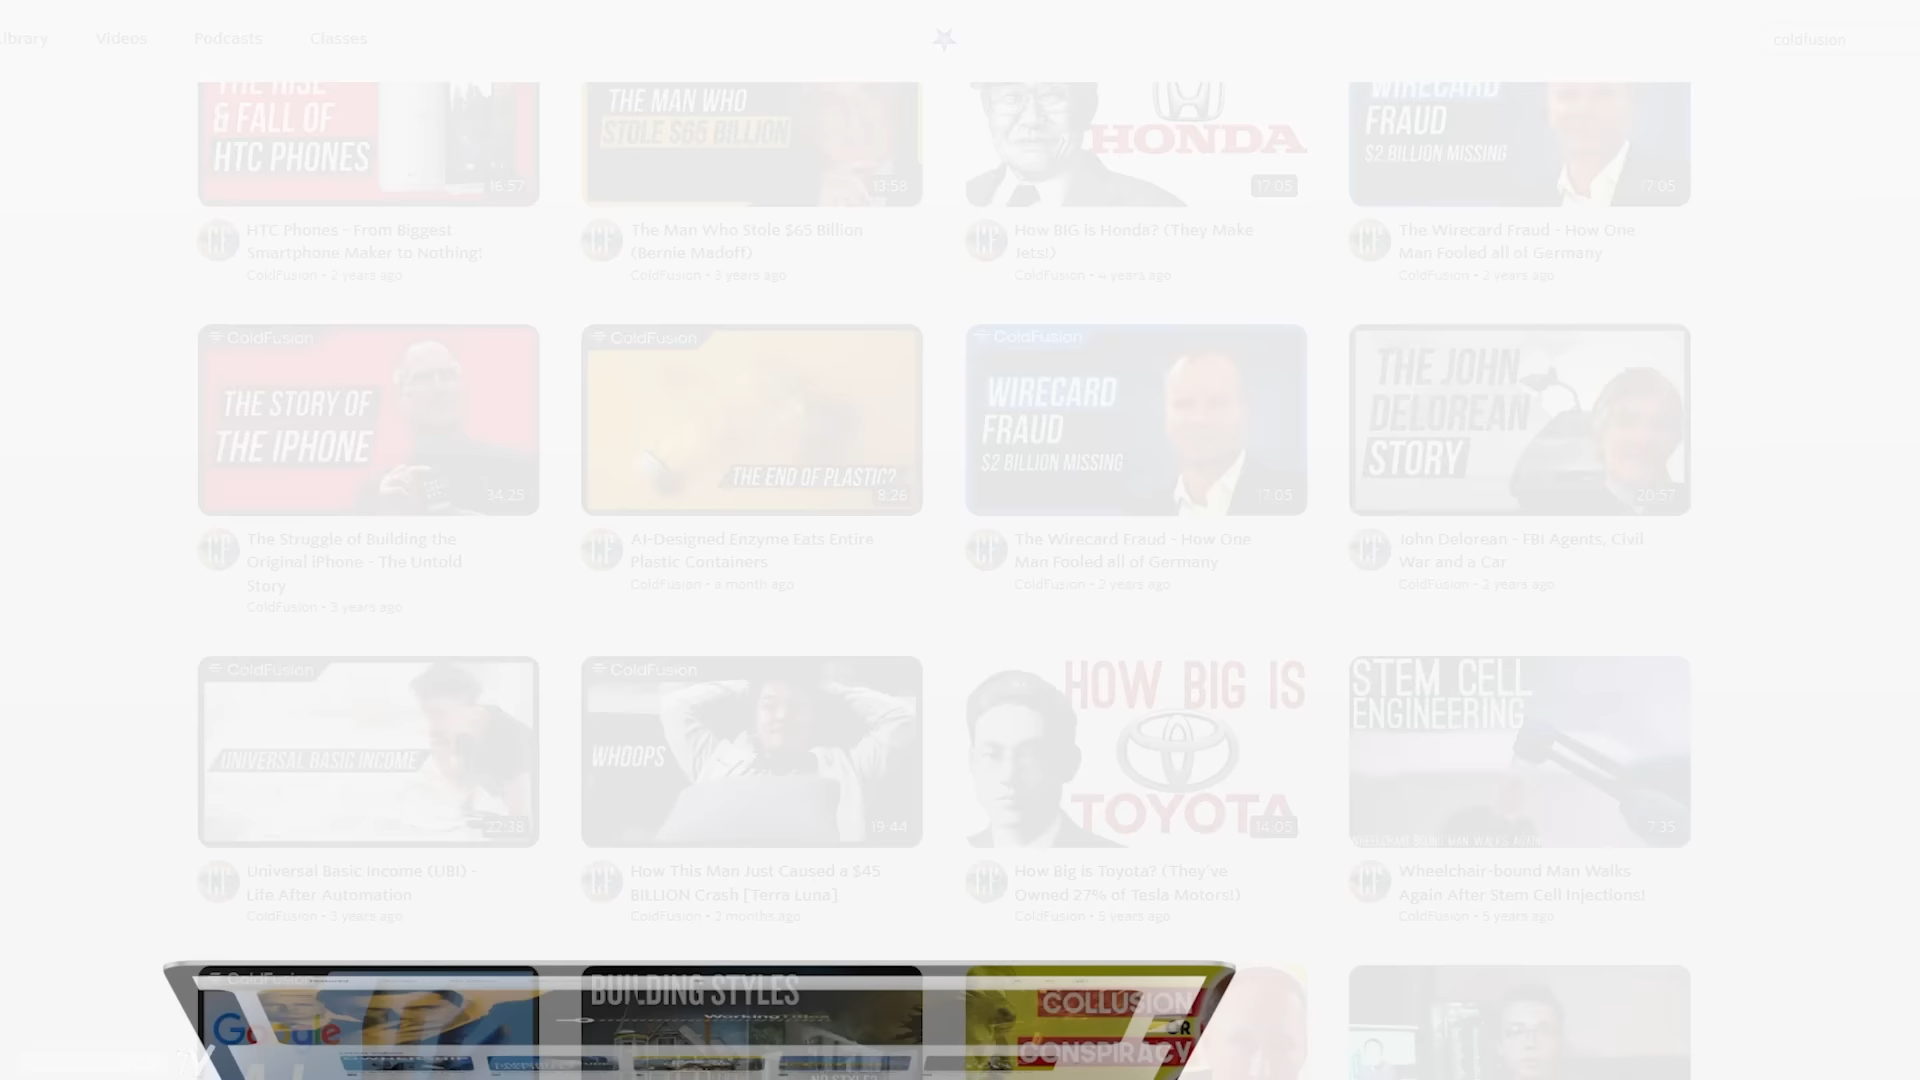 Library Videos Podcasts Classes coldfusion
THE RISE
& FALL OF
HTC PHONES
16:57
THE MAN WHO
STOLE $65 BILLION
13:58
HONDA
17:05
WIRECARD
FRAUD
$2 BILLION MISSING
17:05
HTC Phones - From Biggest
Smartphone Maker to Nothing!
ColdFusion • 2 years ago
The Man Who Stole $65 Billion
(Bernie Madoff)
ColdFusion • 3 years ago
How BIG is Honda? (They Make
Jets!)
ColdFusion • 4 years ago
The Wirecard Fraud - How One
Man Fooled all of Germany
ColdFusion • 2 years ago
ColdFusion
THE STORY OF
THE IPHONE
34:25
ColdFusion
THE END OF PLASTIC?
8:26
ColdFusion
WIRECARD
FRAUD
$2 BILLION MISSING
17:05
THE JOHN
DELOREAN
STORY
20:57
The Struggle of Building the
Original iPhone - The Untold
Story
ColdFusion • 3 years ago
AI-Designed Enzyme Eats Entire
Plastic Containers
ColdFusion • a month ago
The Wirecard Fraud - How One
Man Fooled all of Germany
ColdFusion • 2 years ago
John Delorean - FBI Agents, Civil
War and a Car
ColdFusion • 2 years ago
ColdFusion
UNIVERSAL BASIC INCOME
22:38
ColdFusion
WHOOPS
19:44
HOW BIG IS
TOYOTA
14:05
STEM CELL
ENGINEERING
WHEELCHAIR-BOUND MAN WALKS AGAIN
7:35
Universal Basic Income (UBI) -
Life After Automation
ColdFusion • 3 years ago
How This Man Just Caused a $45
BILLION Crash [Terra Luna]
ColdFusion • 2 months ago
How Big is Toyota? (They've
Owned 27% of Tesla Motors!)
ColdFusion • 5 years ago
Wheelchair-bound Man Walks
Again After Stem Cell Injections!
ColdFusion • 5 years ago
ColdFusion
Google
BUILDING STYLES
COLLUSION
OR
CONSPIRACY